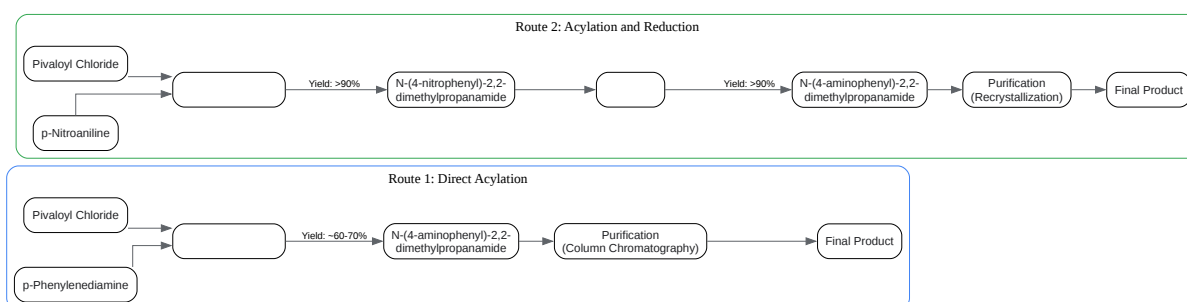 Route 2: Acylation and Reduction
Pivaloyl Chloride
p-Nitroaniline
Yield: >90%
N-(4-nitrophenyl)-2,2-
dimethylpropanamide
Yield: >90%
N-(4-aminophenyl)-2,2-
dimethylpropanamide
Purification
(Recrystallization)
Final Product
Route 1: Direct Acylation
Pivaloyl Chloride
p-Phenylenediamine
Yield: ~60-70%
N-(4-aminophenyl)-2,2-
dimethylpropanamide
Purification
(Column Chromatography)
Final Product